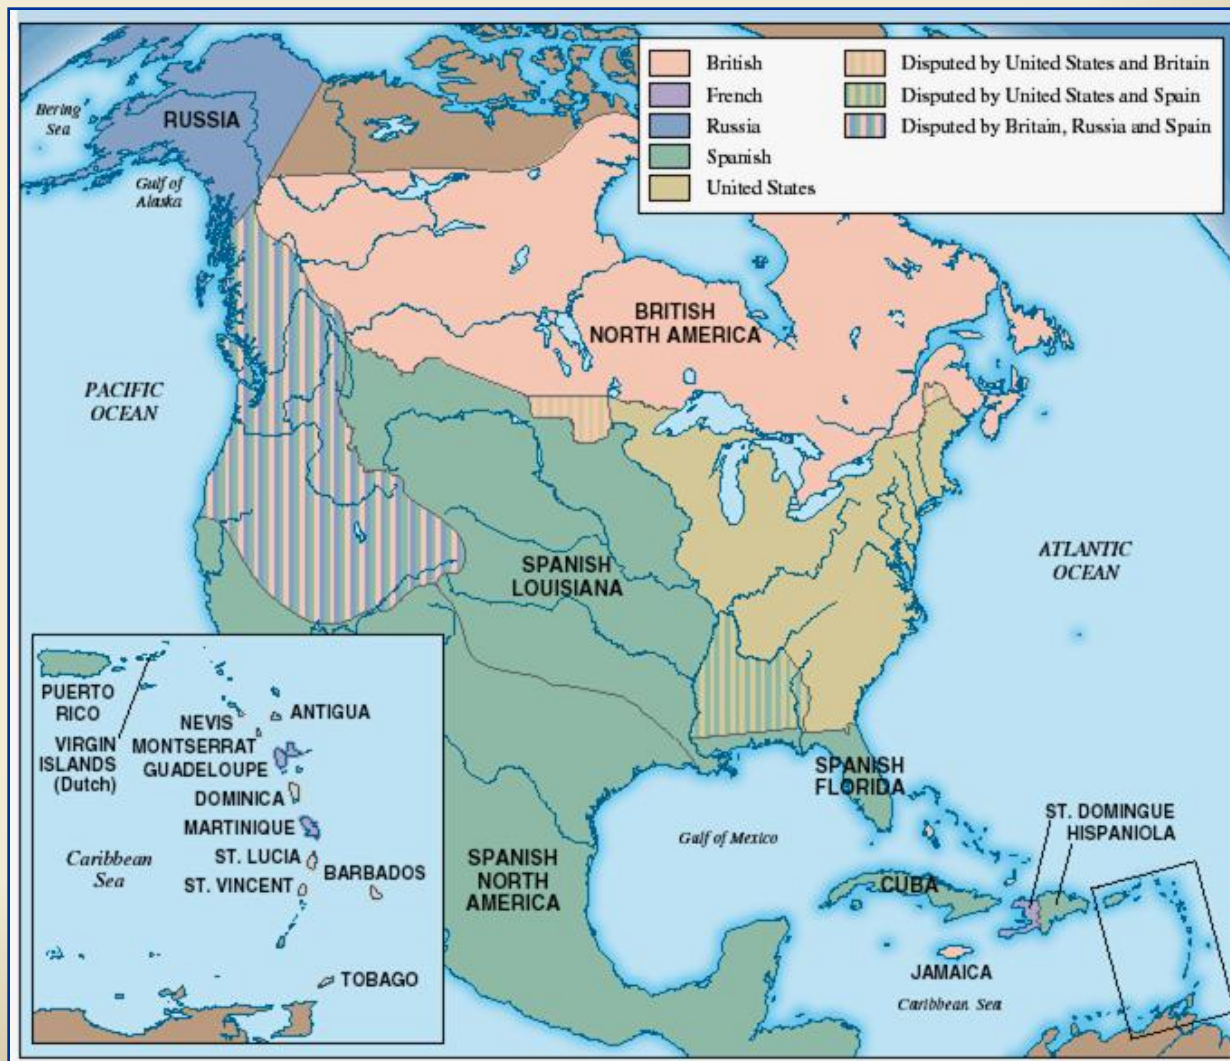 British
French
Russia
Spanish
United States
Disputed by United States and Britain
Disputed by United States and Spain
Disputed by Britain, Russia and Spain
Bering
Sea
RUSSIA
Gulf of
Alaska
PACIFIC
OCEAN
BRITISH
NORTH AMERICA
ATLANTIC
OCEAN
SPANISH
LOUISIANA
SPANISH
FLORIDA
Gulf of Mexico
SPANISH
NORTH
AMERICA
ST. DOMINGUE
HISPANIOLA
CUBA
JAMAICA
Caribbean Sea
PUERTO
RICO
VIRGIN
ISLANDS
(Dutch)
NEVIS
ANTIGUA
MONTSERRAT
GUADELOUPE
DOMINICA
MARTINIQUE
ST. LUCIA
BARBADOS
ST. VINCENT
Caribbean
Sea
TOBAGO